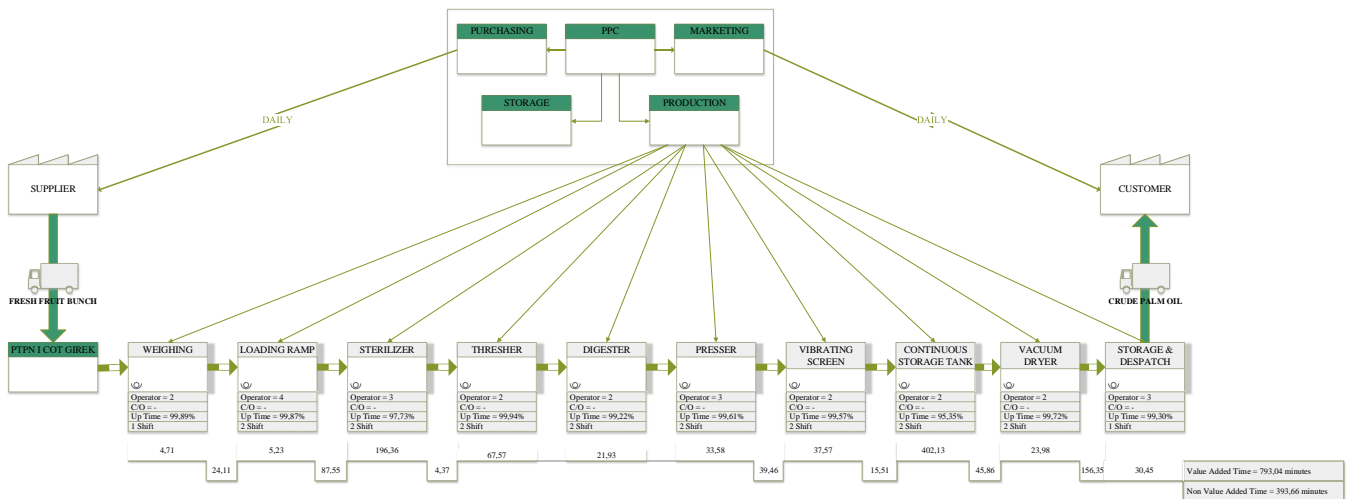 PURCHASING
PPC
MARKETING
STORAGE
PRODUCTION
DAILY
DAILY
SUPPLIER
CUSTOMER
FRESH FRUIT BUNCH
CRUDE PALM OIL
PTPN I COT GIREK
WEIGHING
Operator = 2
C/O = -
Up Time = 99,89%
1 Shift
LOADING RAMP
Operator = 4
C/O = -
Up Time = 99,87%
2 Shift
STERILIZER
Operator = 3
C/O = -
Up Time = 97,73%
2 Shift
THRESHER
Operator = 2
C/O = -
Up Time = 99,94%
2 Shift
DIGESTER
Operator = 2
C/O = -
Up Time = 99,22%
2 Shift
PRESSER
Operator = 3
C/O = -
Up Time = 99,61%
2 Shift
VIBRATING
SCREEN
Operator = 2
C/O = -
Up Time = 99,57%
2 Shift
CONTINUOUS
STORAGE TANK
Operator = 2
C/O = -
Up Time = 95,35%
2 Shift
VACUUM
DRYER
Operator = 2
C/O = -
Up Time = 99,72%
2 Shift
STORAGE &
DESPATCH
Operator = 3
C/O = -
Up Time = 99,30%
1 Shift
4,71
24,11
5,23
87,55
196,36
4,37
67,57
21,93
33,58
39,46
37,57
15,51
402,13
45,86
23,98
156,35
30,45
Value Added Time = 793,04 minutes
Non Value Added Time = 393,66 minutes